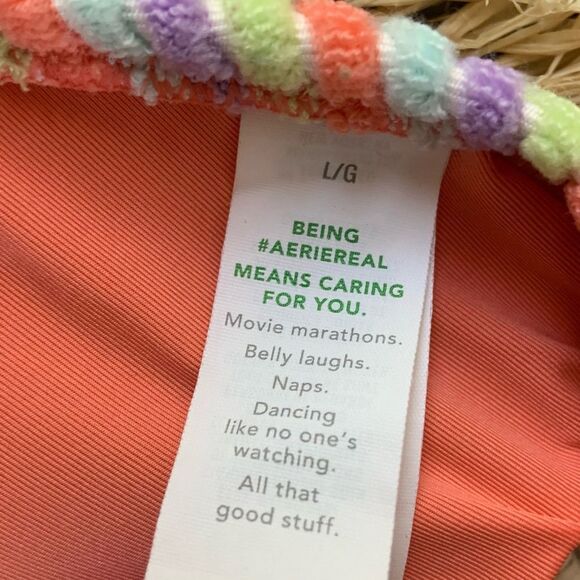 L/G
BEING
#AERIEREAL
MEANS CARING
FOR YOU.
Movie marathons.
Belly laughs.
Naps.
Dancing
like no one's
watching.
All that
good stuff.